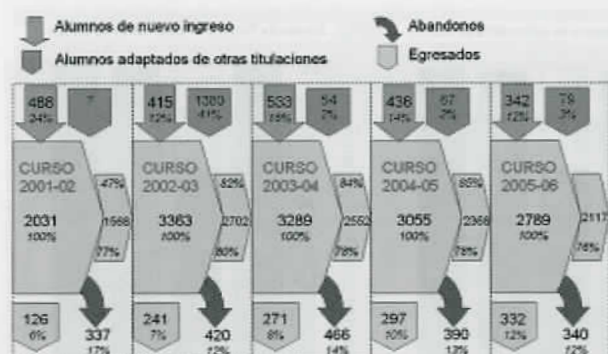 Alumnos de nuevo ingreso
Abandonos
Alumnos adaptados de otras titulaciones
Egresados
488 7 415 1380 533 54 436 67 342 79
24% 12% 41% 16% 2% 14% 2% 12% 3%
CURSO 2001-02 47% CURSO 2002-03 82% CURSO 2003-04 84% CURSO 2004-05 85% CURSO 2005-06
2031 1568 3363 2702 3289 2552 3055 2368 2789 2117
100% 77% 100% 80% 100% 78% 100% 78% 100% 76%
126 241 271 297 332
6% 337 7% 420 8% 466 10% 390 12% 340
17% 12% 14% 13% 12%